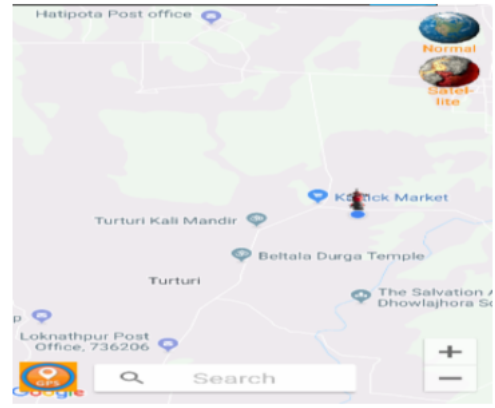 Hatipota Post office
Normal
Satel-
lite
Market
Turturi Kali Mandir
Beltala Durga Temple
Turturi
The Salvation A
Dhowlajhora Sc
p
Loknathpur Post
Office, 736206
+
GPS
Search
−
Google